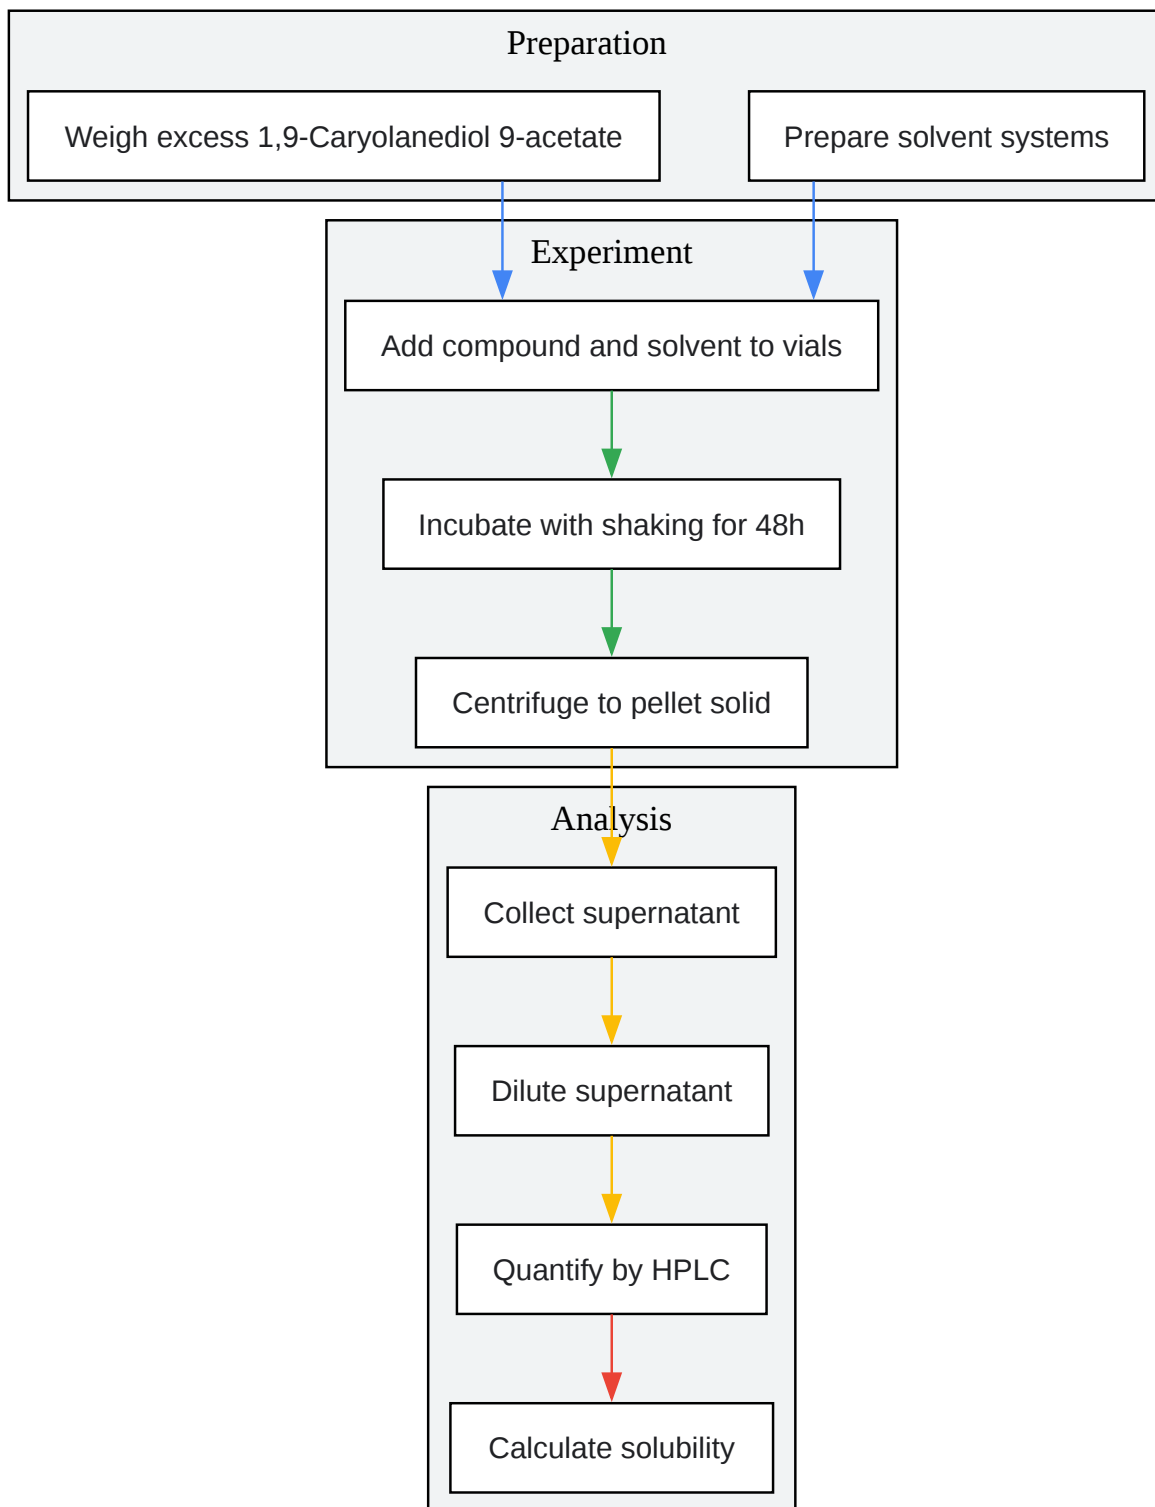 Preparation
Weigh excess 1,9-Caryolanediol 9-acetate
Prepare solvent systems
Experiment
Add compound and solvent to vials
Incubate with shaking for 48h
Centrifuge to pellet solid
Analysis
Collect supernatant
Dilute supernatant
Quantify by HPLC
Calculate solubility